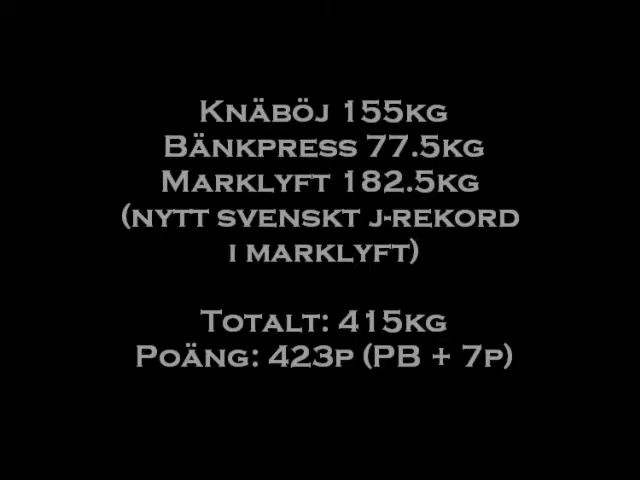 Knäböj 155kg
Bänkpress 77.5kg
Marklyft 182.5kg
(nytt svenskt j-rekord
i marklyft)
Totalt: 415kg
Poäng: 423p (PB + 7p)